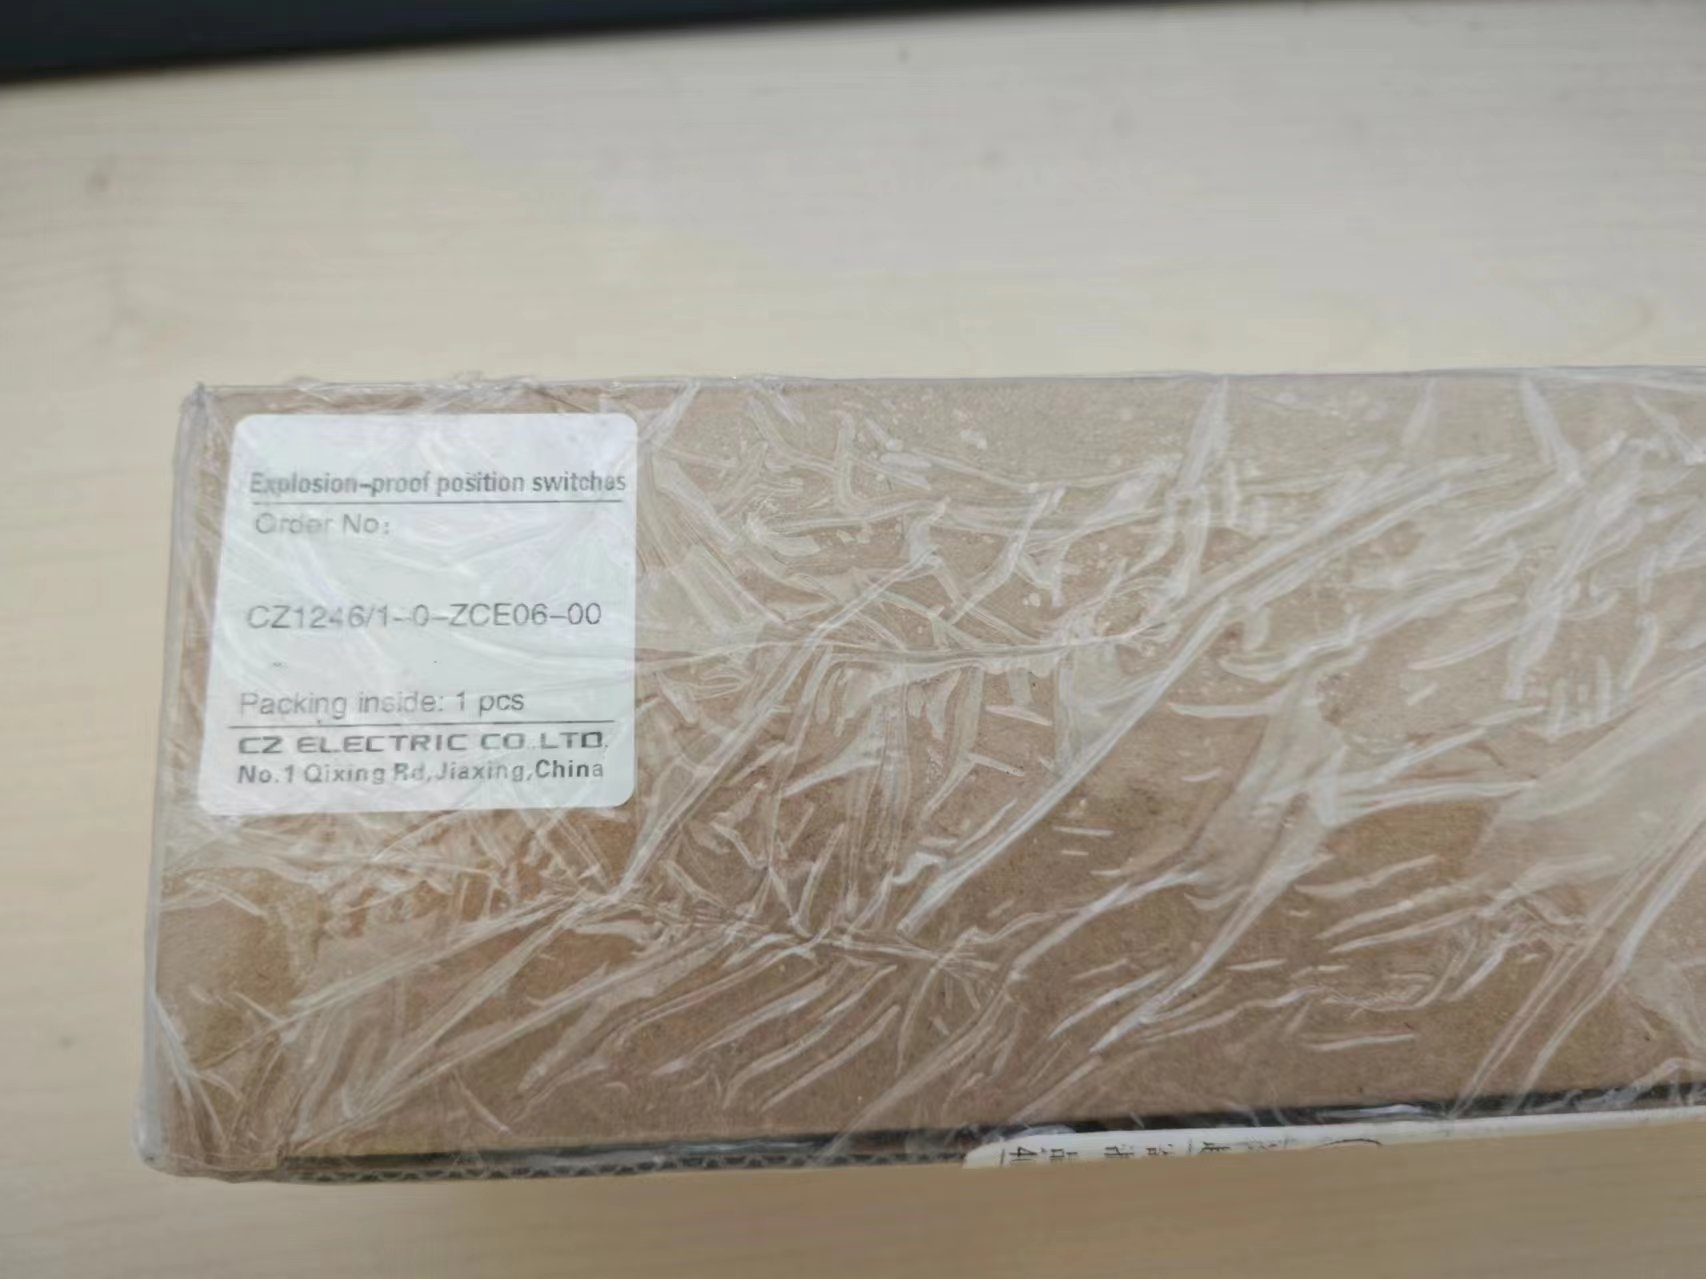 Explosion-proof position switches
Order No:
CZ1246/1-0-ZCE06-00
Packing inside: 1 pcs
CZ ELECTRIC CO.,LTD.
No.1 Qixing Rd,Jiaxing,China